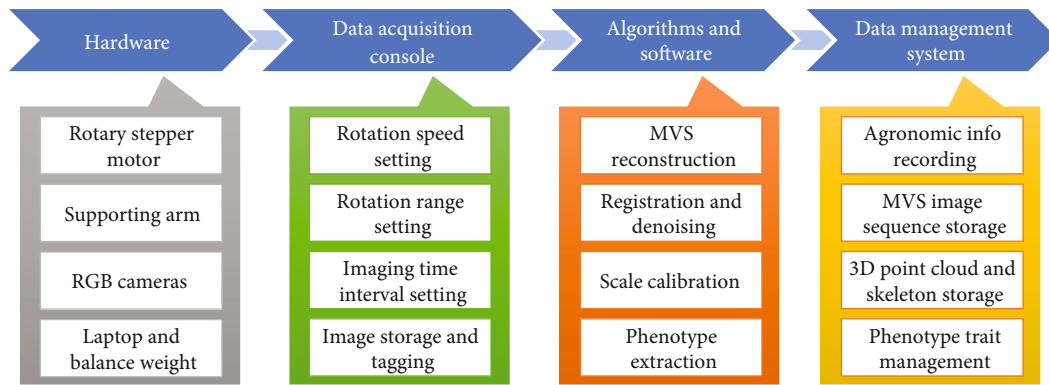 Hardware
Data acquisition
console
Algorithms and
software
Data management
system
Rotary stepper
motor
Supporting arm
RGB cameras
Laptop and
balance weight
Rotation speed
setting
Rotation range
setting
Imaging time
interval setting
Image storage and
tagging
MVS
reconstruction
Registration and
denoising
Scale calibration
Phenotype
extraction
Agronomic info
recording
MVS image
sequence storage
3D point cloud and
skeleton storage
Phenotype trait
management